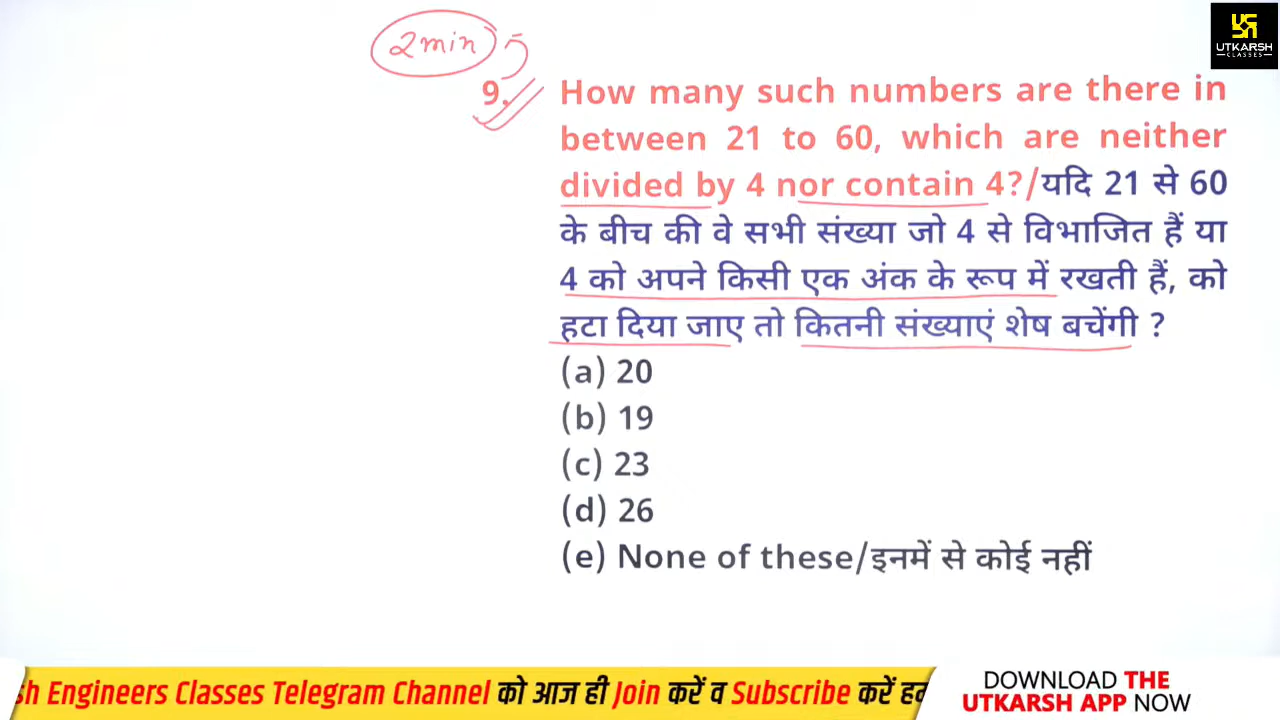 2 min
UTKARSH
CLASSES
9. How many such numbers are there in
between 21 to 60, which are neither
divided by 4 nor contain 4?/यदि 21 से 60
के बीच की वे सभी संख्या जो 4 से विभाजित हैं या
4 को अपने किसी एक अंक के रूप में रखती हैं, को
हटा दिया जाए तो कितनी संख्याएं शेष बचेंगी ?
(a) 20
(b) 19
(c) 23
(d) 26
(e) None of these/इनमें से कोई नहीं
sh Engineers Classes Telegram Channel को आज ही Join करें व Subscribe करें
DOWNLOAD THE
UTKARSH APP NOW